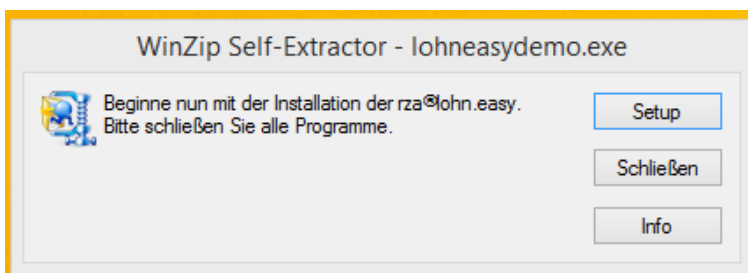 WinZip Self-Extractor - lohneasydemo.exe
Beginne nun mit der Installation der rza®lohn.easy.
Bitte schließen Sie alle Programme.
Setup
Schließen
Info